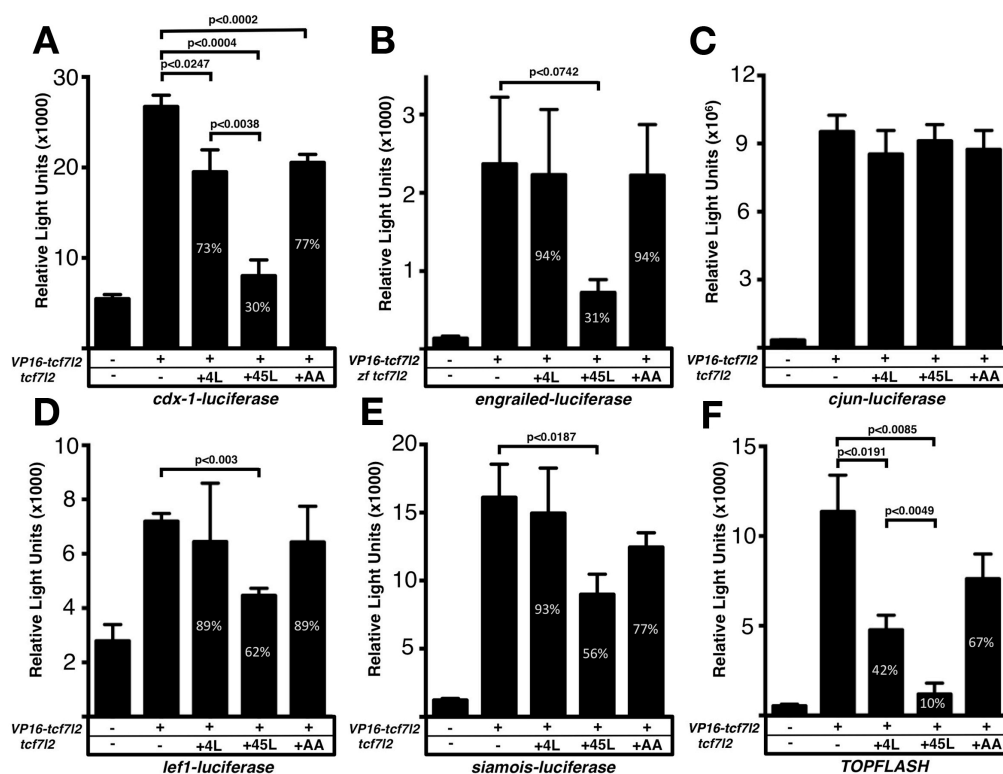 A
p<0.0002
p<0.0004
p<0.0247
p<0.0038
Relative Light Units (x1000)
30
20
10
73%
30%
77%
VP16-tcf7l2 - + + + +
tcf7l2 - - +4L +45L +AA
cdx-1-luciferase
B
p<0.0742
Relative Light Units (x1000)
3
2
1
94%
31%
94%
VP16-tcf7l2 - + + + +
zf tcf7l2 - - +4L +45L +AA
engrailed-luciferase
C
Relative Light Units (x10⁶)
12
9
6
3
VP16-tcf7l2 - + + + +
tcf7l2 - - +4L +45L +AA
cjun-luciferase
D
p<0.003
Relative Light Units (x1000)
10
8
6
4
2
89%
62%
89%
VP16-tcf7l2 - + + + +
tcf7l2 - - +4L +45L +AA
lef1-luciferase
E
p<0.0187
Relative Light Units (x1000)
20
15
10
5
93%
56%
77%
VP16-tcf7l2 - + + + +
tcf7l2 - - +4L +45L +AA
siamois-luciferase
F
p<0.0085
p<0.0191
p<0.0049
Relative Light Units (x1000)
15
10
5
0
42%
10%
67%
VP16-tcf7l2 - + + + +
tcf7l2 - - +4L +45L +AA
TOPFLASH